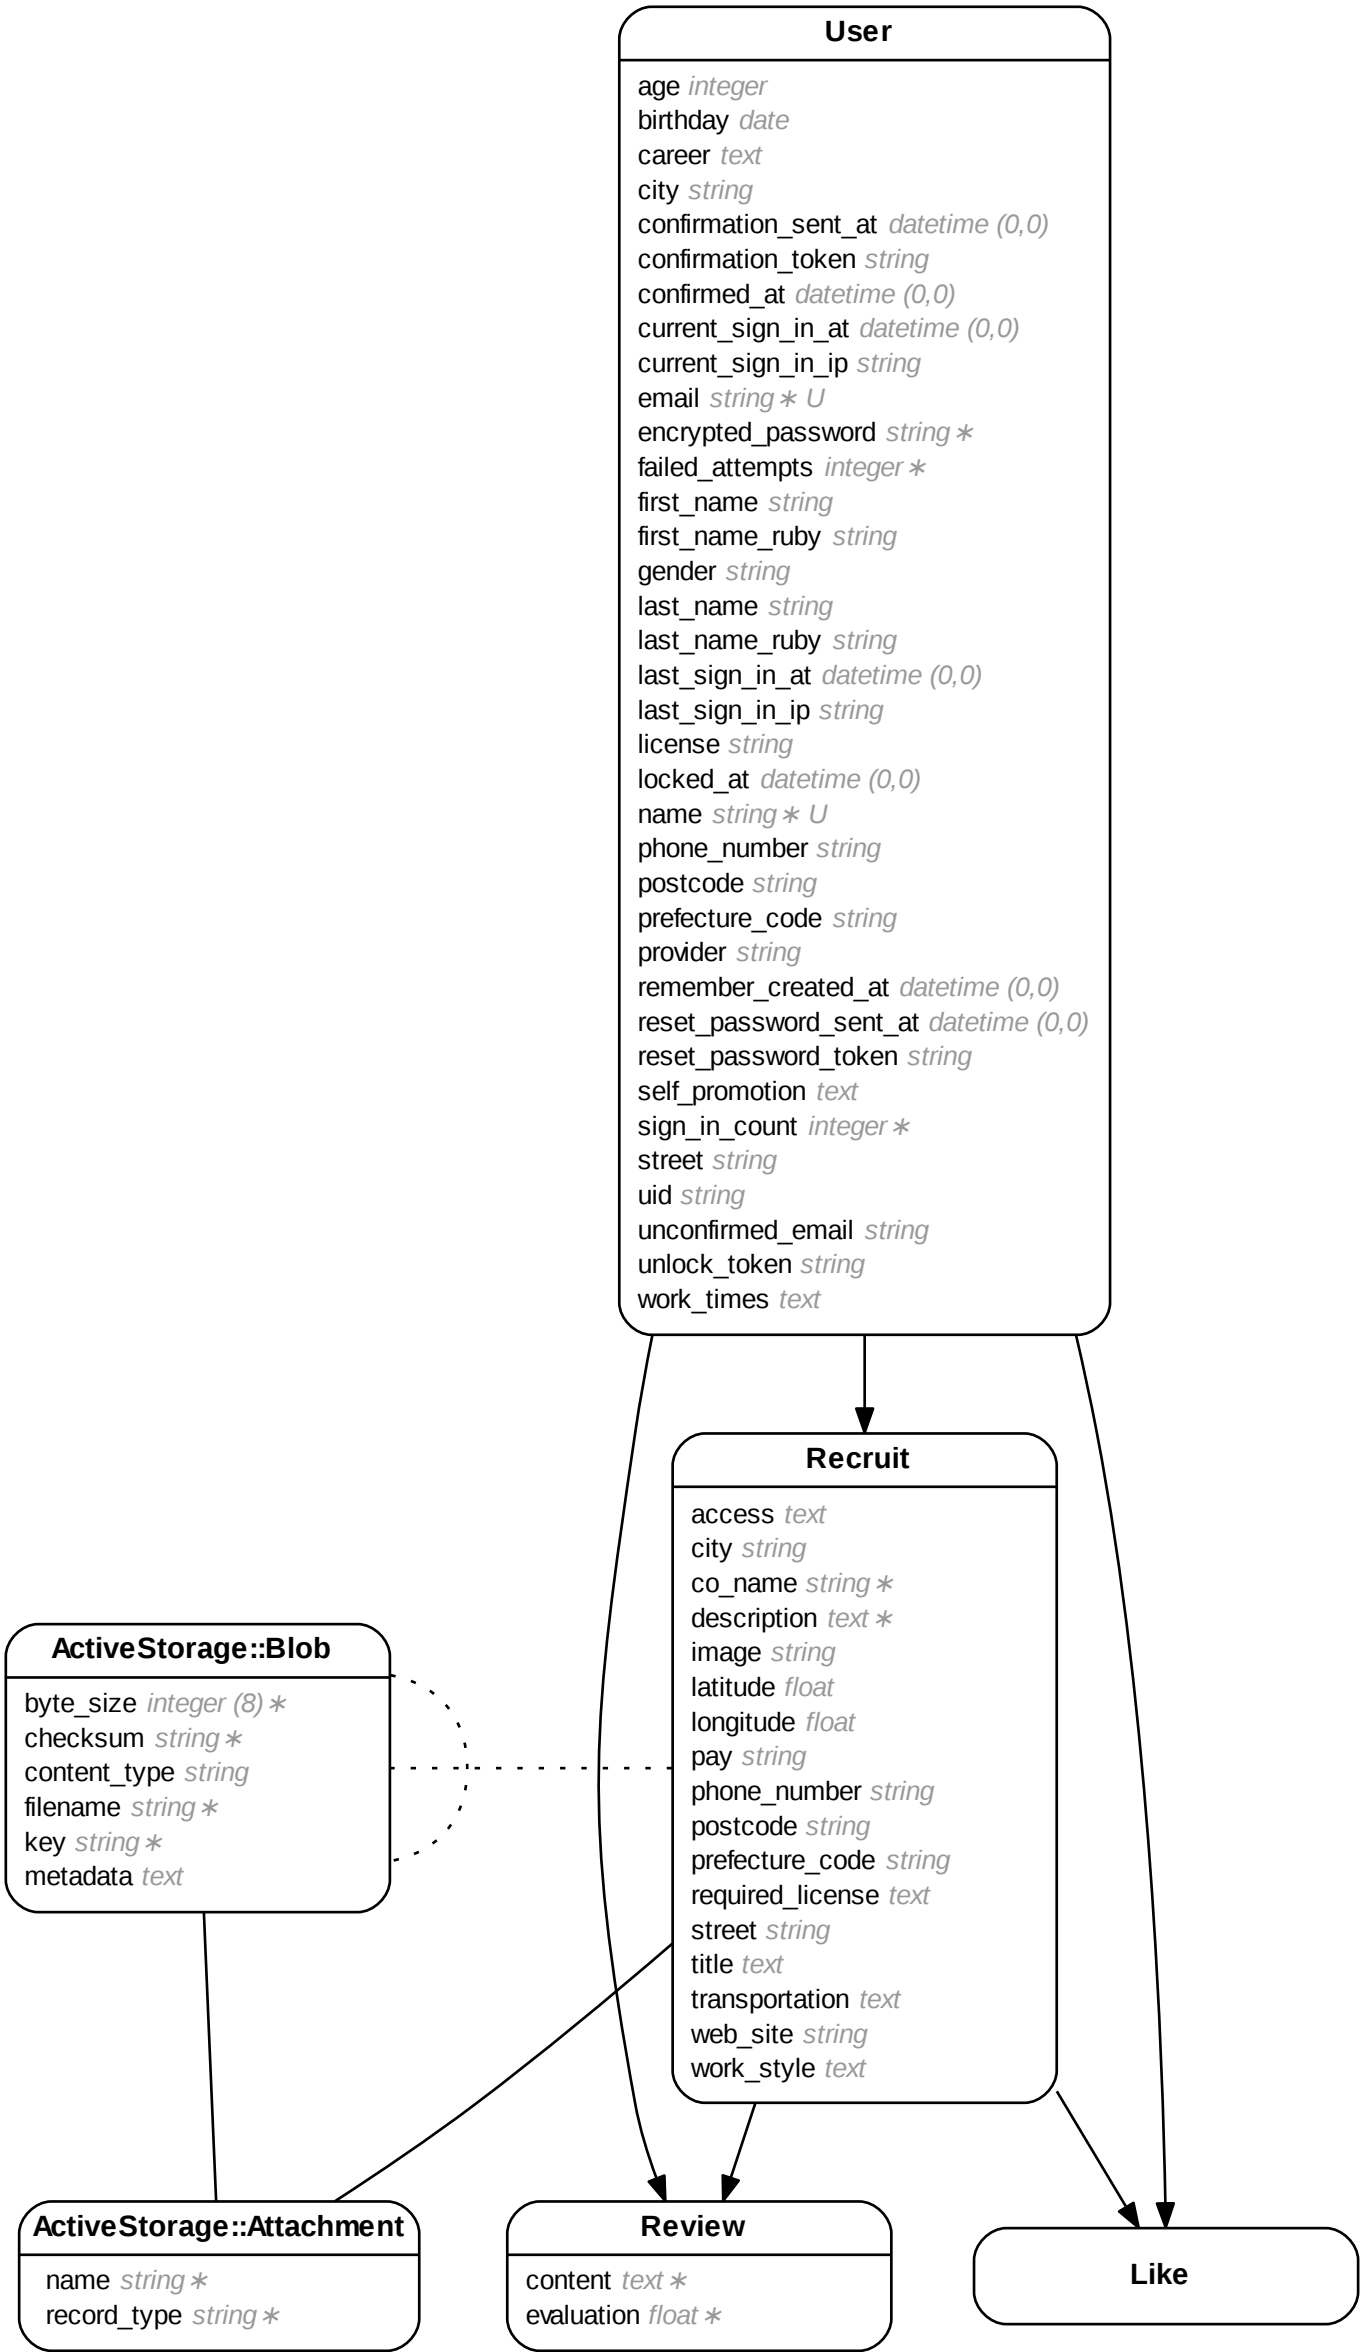 User
age integer
birthday date
career text
city string
confirmation_sent_at datetime (0,0)
confirmation_token string
confirmed_at datetime (0,0)
current_sign_in_at datetime (0,0)
current_sign_in_ip string
email string∗ U
encrypted_password string∗
failed_attempts integer∗
first_name string
first_name_ruby string
gender string
last_name string
last_name_ruby string
last_sign_in_at datetime (0,0)
last_sign_in_ip string
license string
locked_at datetime (0,0)
name string∗ U
phone_number string
postcode string
prefecture_code string
provider string
remember_created_at datetime (0,0)
reset_password_sent_at datetime (0,0)
reset_password_token string
self_promotion text
sign_in_count integer∗
street string
uid string
unconfirmed_email string
unlock_token string
work_times text
Recruit
access text
city string
co_name string∗
description text∗
image string
latitude float
longitude float
pay string
phone_number string
postcode string
prefecture_code string
required_license text
street string
title text
transportation text
web_site string
work_style text
ActiveStorage::Blob
byte_size integer (8)∗
checksum string∗
content_type string
filename string∗
key string∗
metadata text
ActiveStorage::Attachment
name string∗
record_type string∗
Review
content text∗
evaluation float∗
Like